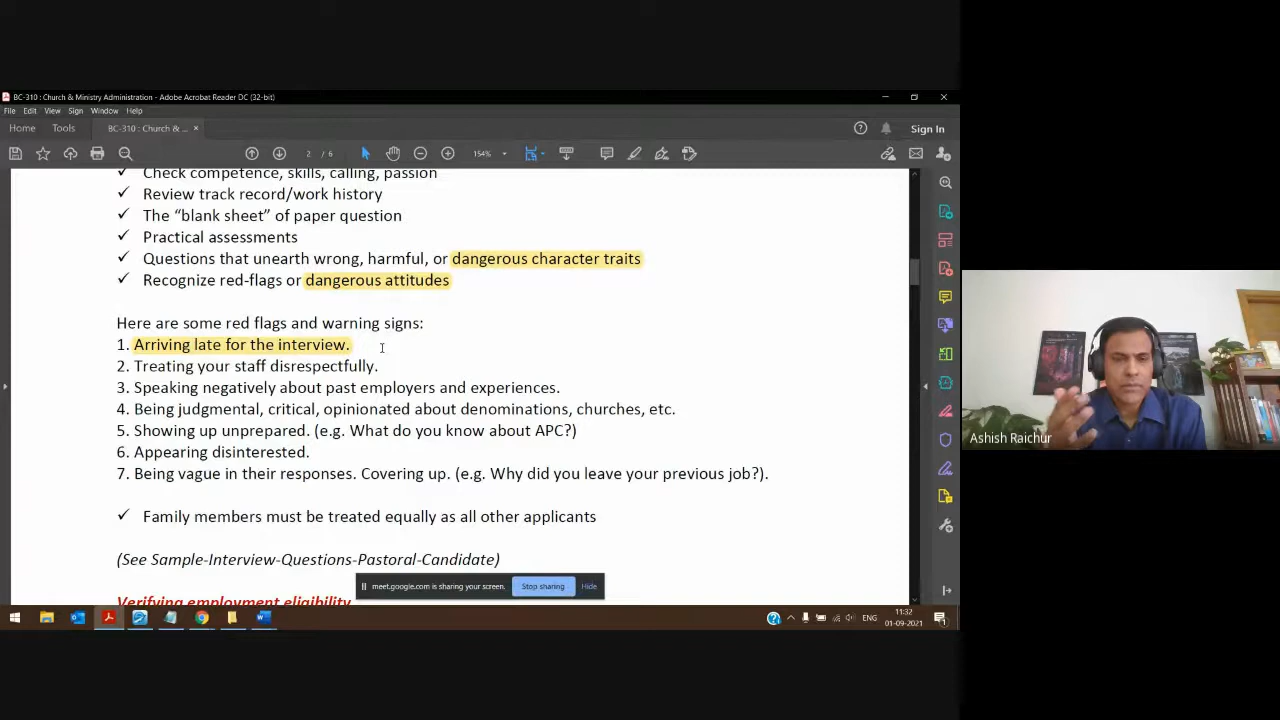 BC-310 : Church & Ministry Administration - Adobe Acrobat Reader DC (32-bit)
File Edit View Sign Window Help
Home Tools BC-310 : Church & ... × Sign In
2 / 6 154%
Check competence, skills, calling, passion
✓ Review track record/work history
✓ The “blank sheet” of paper question
✓ Practical assessments
✓ Questions that unearth wrong, harmful, or dangerous character traits
✓ Recognize red-flags or dangerous attitudes
Here are some red flags and warning signs:
1. Arriving late for the interview.
2. Treating your staff disrespectfully.
3. Speaking negatively about past employers and experiences.
4. Being judgmental, critical, opinionated about denominations, churches, etc.
5. Showing up unprepared. (e.g. What do you know about APC?)
6. Appearing disinterested.
7. Being vague in their responses. Covering up. (e.g. Why did you leave your previous job?).
✓ Family members must be treated equally as all other applicants
(See Sample-Interview-Questions-Pastoral-Candidate)
meet.google.com is sharing your screen. Stop sharing Hide
Verifying employment eligibility
ENG 11:32
01-09-2021
Ashish Raichur